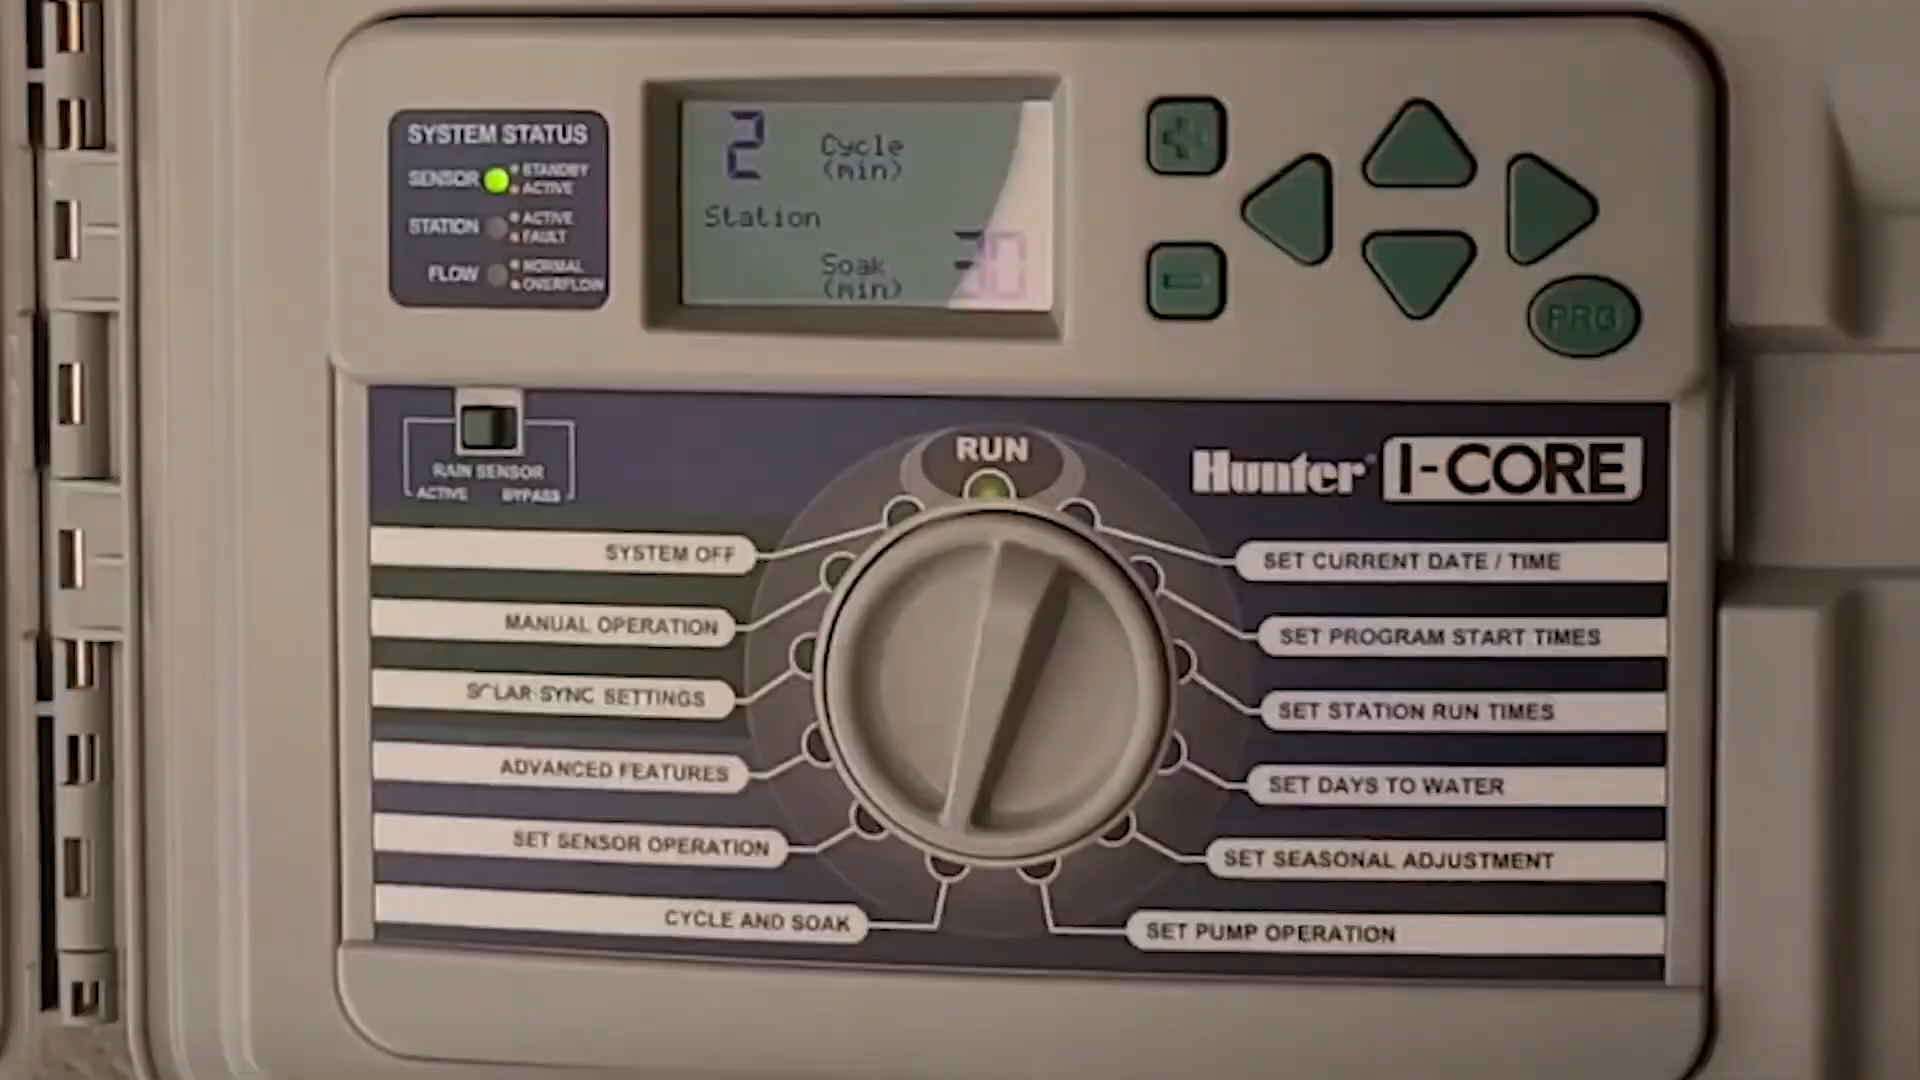 SYSTEM STATUS
SENSOR
STANDBY
ACTIVE
STATION
ACTIVE
FAULT
FLOW
NORMAL
OVERFLOW
2
Cycle
(min)
Station
Soak
(min)
30
PRG
RAIN SENSOR
ACTIVE BYPASS
RUN
Hunter I-CORE
SYSTEM OFF
MANUAL OPERATION
SOLAR SYNC SETTINGS
ADVANCED FEATURES
SET SENSOR OPERATION
CYCLE AND SOAK
SET CURRENT DATE / TIME
SET PROGRAM START TIMES
SET STATION RUN TIMES
SET DAYS TO WATER
SET SEASONAL ADJUSTMENT
SET PUMP OPERATION